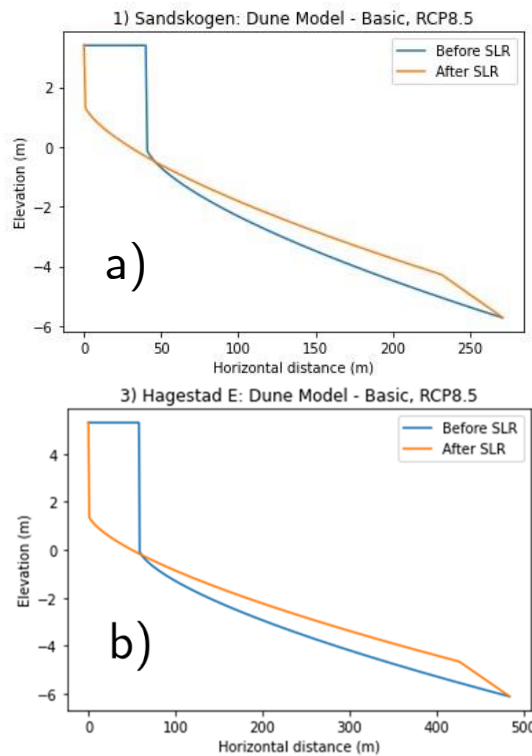 1) Sandskogen: Dune Model - Basic, RCP8.5
Before SLR
After SLR
2
0
−2
−4
−6
Elevation (m)
a)
0 50 100 150 200 250
Horizontal distance (m)
3) Hagestad E: Dune Model - Basic, RCP8.5
Before SLR
After SLR
4
2
0
−2
−4
−6
Elevation (m)
b)
0 100 200 300 400 500
Horizontal distance (m)